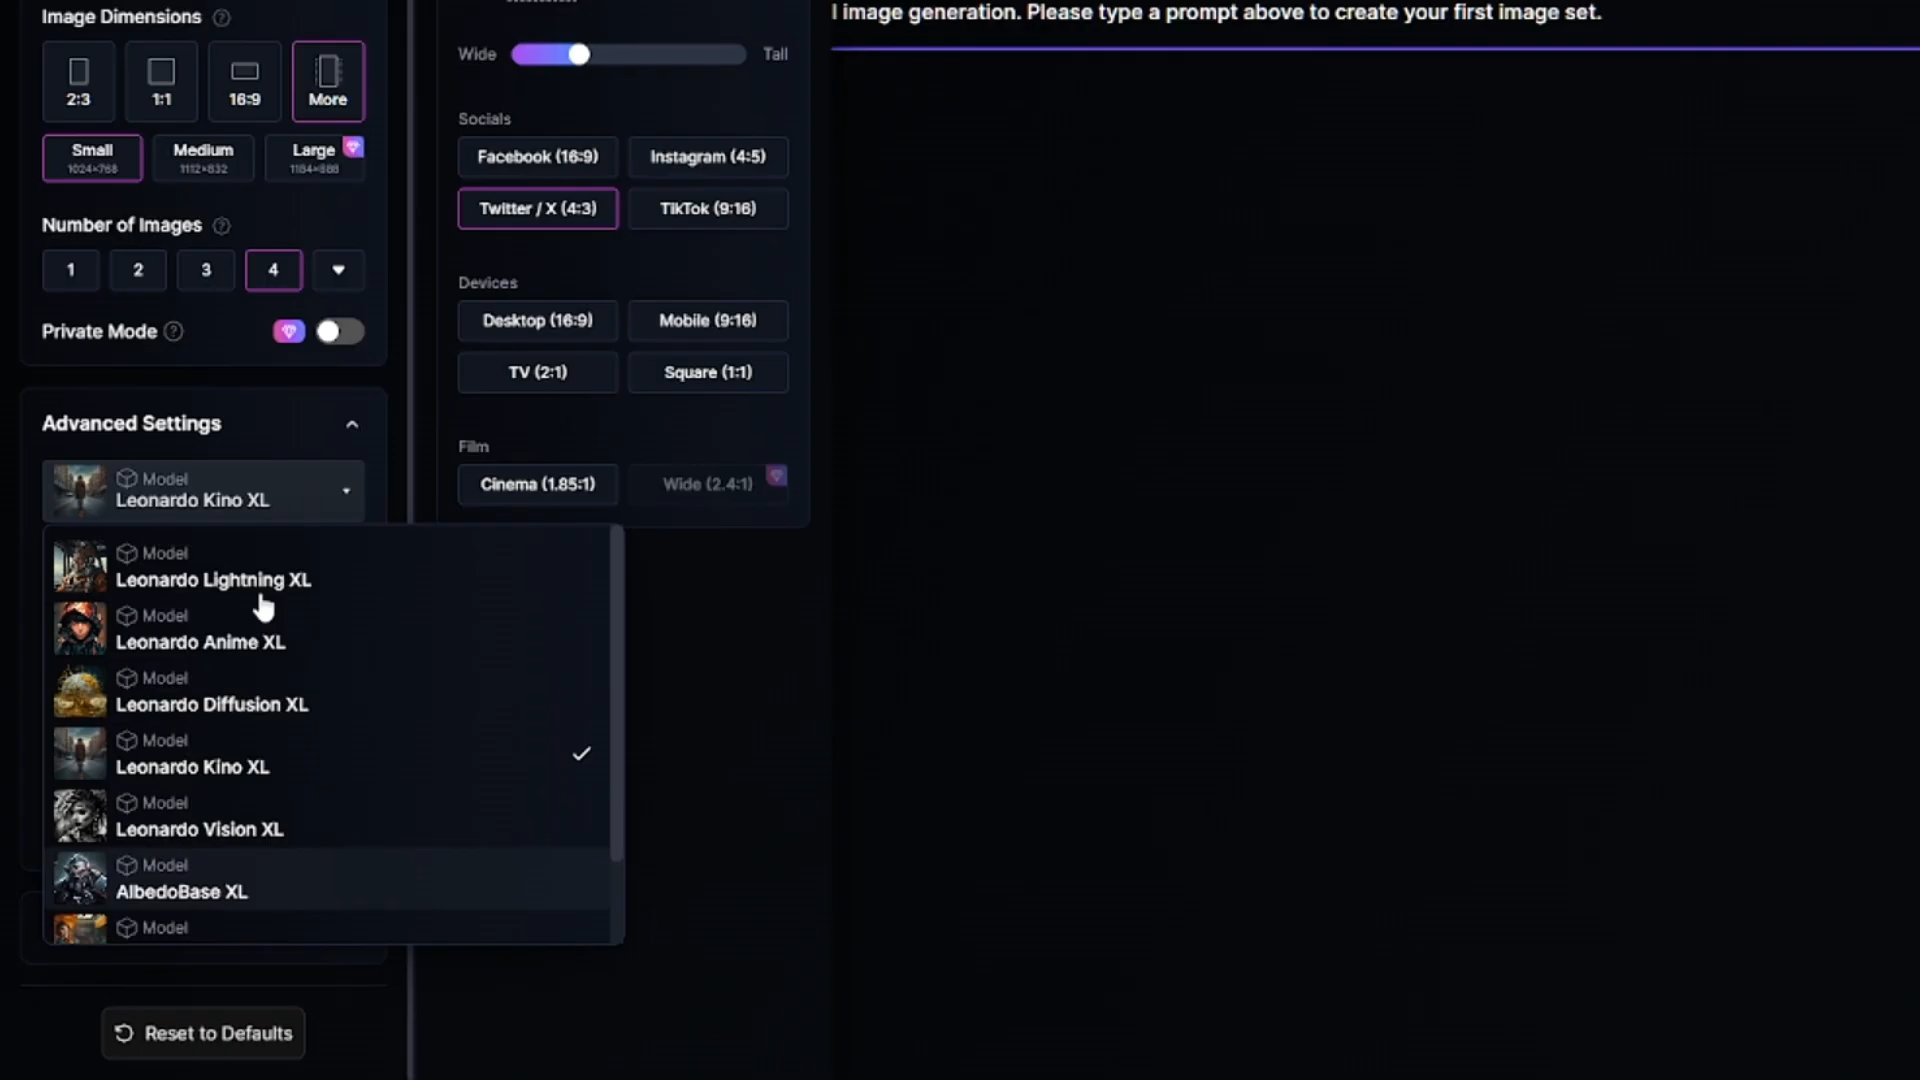 Image Dimensions
2:3
1:1
16:9
More
Small
1024×768
Medium
1112×832
Large
1184×888
Number of Images
1
2
3
4
Private Mode
Advanced Settings
Model
Leonardo Kino XL
Model
Leonardo Lightning XL
Model
Leonardo Anime XL
Model
Leonardo Diffusion XL
Model
Leonardo Kino XL
Model
Leonardo Vision XL
Model
AlbedoBase XL
Model
Reset to Defaults
Wide
Tall
Socials
Facebook (16:9)
Instagram (4:5)
Twitter / X (4:3)
TikTok (9:16)
Devices
Desktop (16:9)
Mobile (9:16)
TV (2:1)
Square (1:1)
Film
Cinema (1.85:1)
Wide (2.4:1)
image generation. Please type a prompt above to create your first image set.